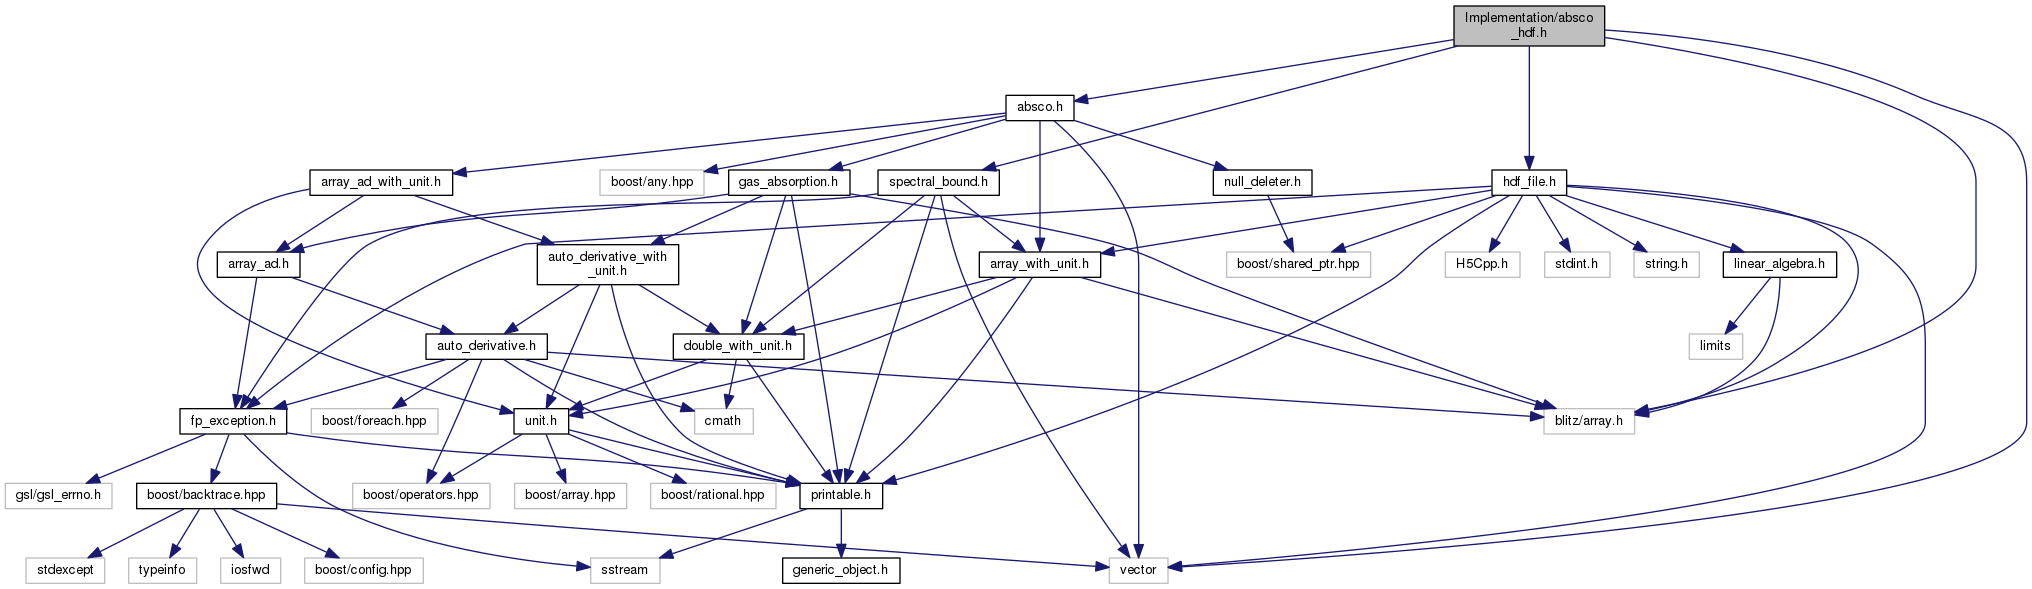 Implementation/absco
_hdf.h
absco.h
array_ad_with_unit.h
boost/any.hpp
gas_absorption.h
spectral_bound.h
null_deleter.h
hdf_file.h
array_ad.h
auto_derivative_with
_unit.h
array_with_unit.h
boost/shared_ptr.hpp
H5Cpp.h
stdint.h
string.h
linear_algebra.h
auto_derivative.h
double_with_unit.h
limits
fp_exception.h
boost/foreach.hpp
unit.h
cmath
blitz/array.h
gsl/gsl_errno.h
boost/backtrace.hpp
boost/operators.hpp
boost/array.hpp
boost/rational.hpp
printable.h
stdexcept
typeinfo
iosfwd
boost/config.hpp
sstream
generic_object.h
vector